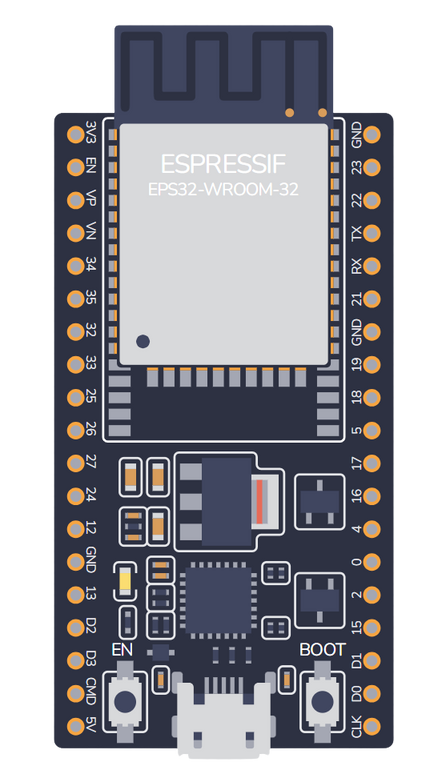 ESPRESSIF
EPS32-WROOM-32
3V3
EN
VP
VN
34
35
32
33
25
26
27
24
12
GND
13
D2
D3
CMD
5V
GND
23
22
TX
RX
21
GND
19
18
5
17
16
4
0
2
15
D1
D0
CLK
EN
BOOT